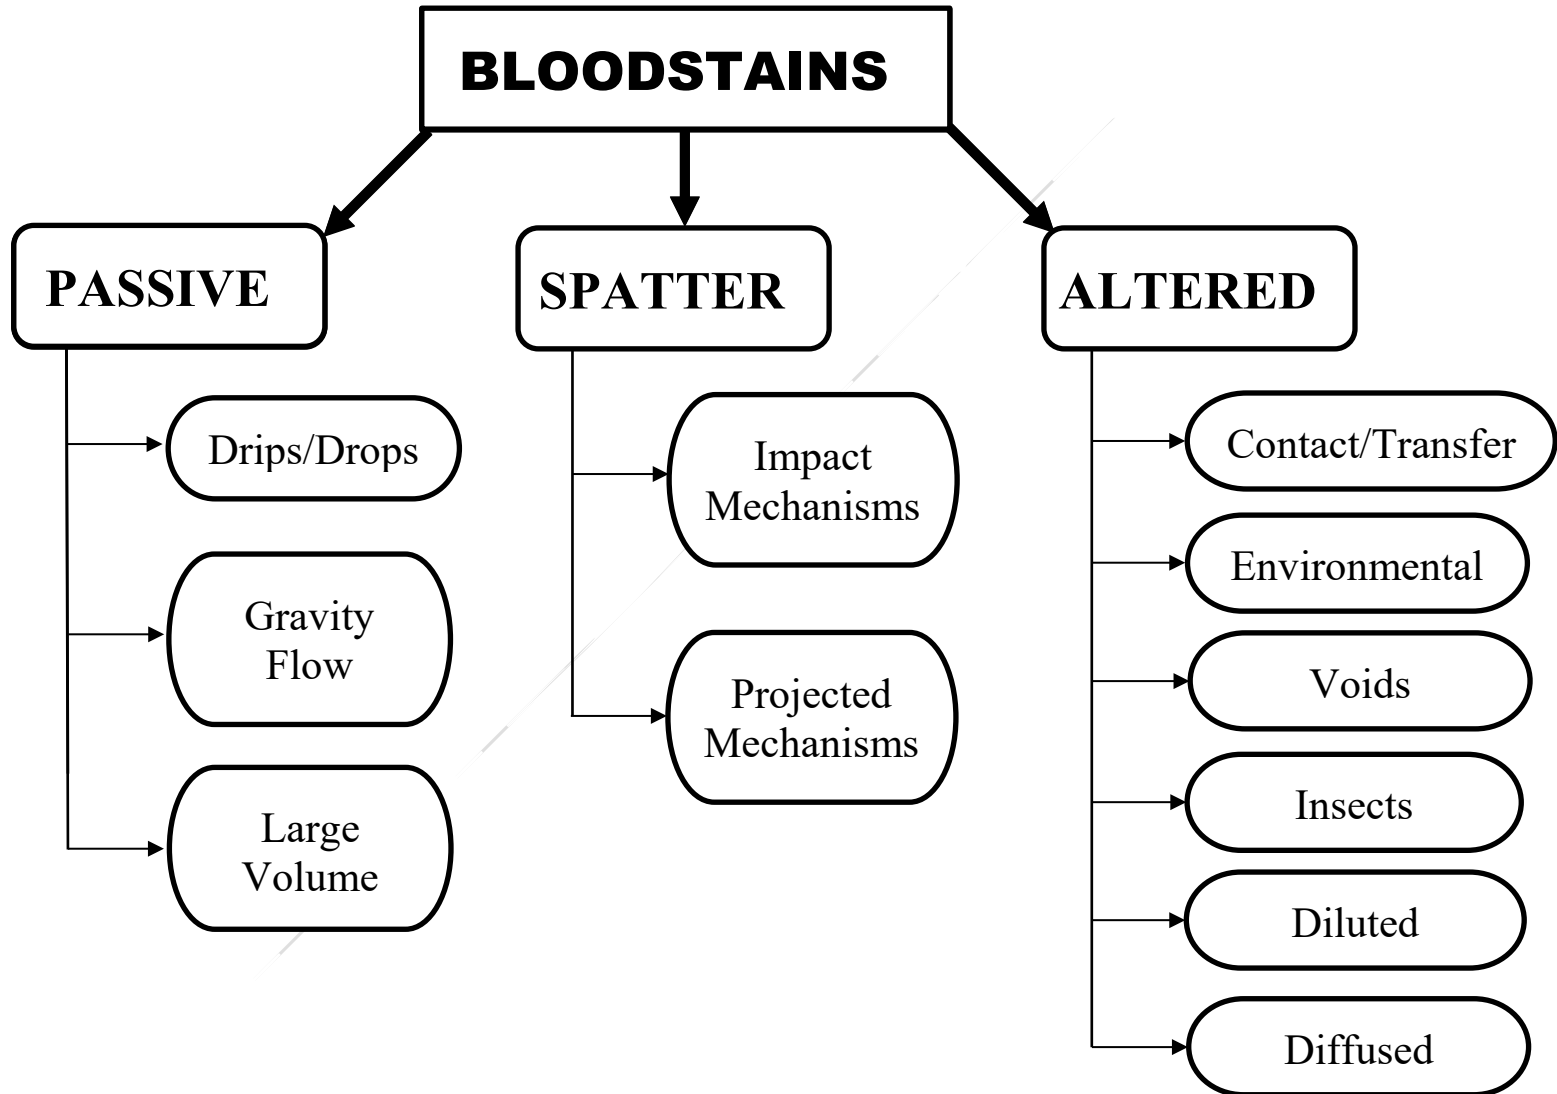 BLOODSTAINS
PASSIVE
SPATTER
ALTERED
Drips/Drops
Gravity
Flow
Large
Volume
Impact
Mechanisms
Projected
Mechanisms
Contact/Transfer
Environmental
Voids
Insects
Diluted
Diffused